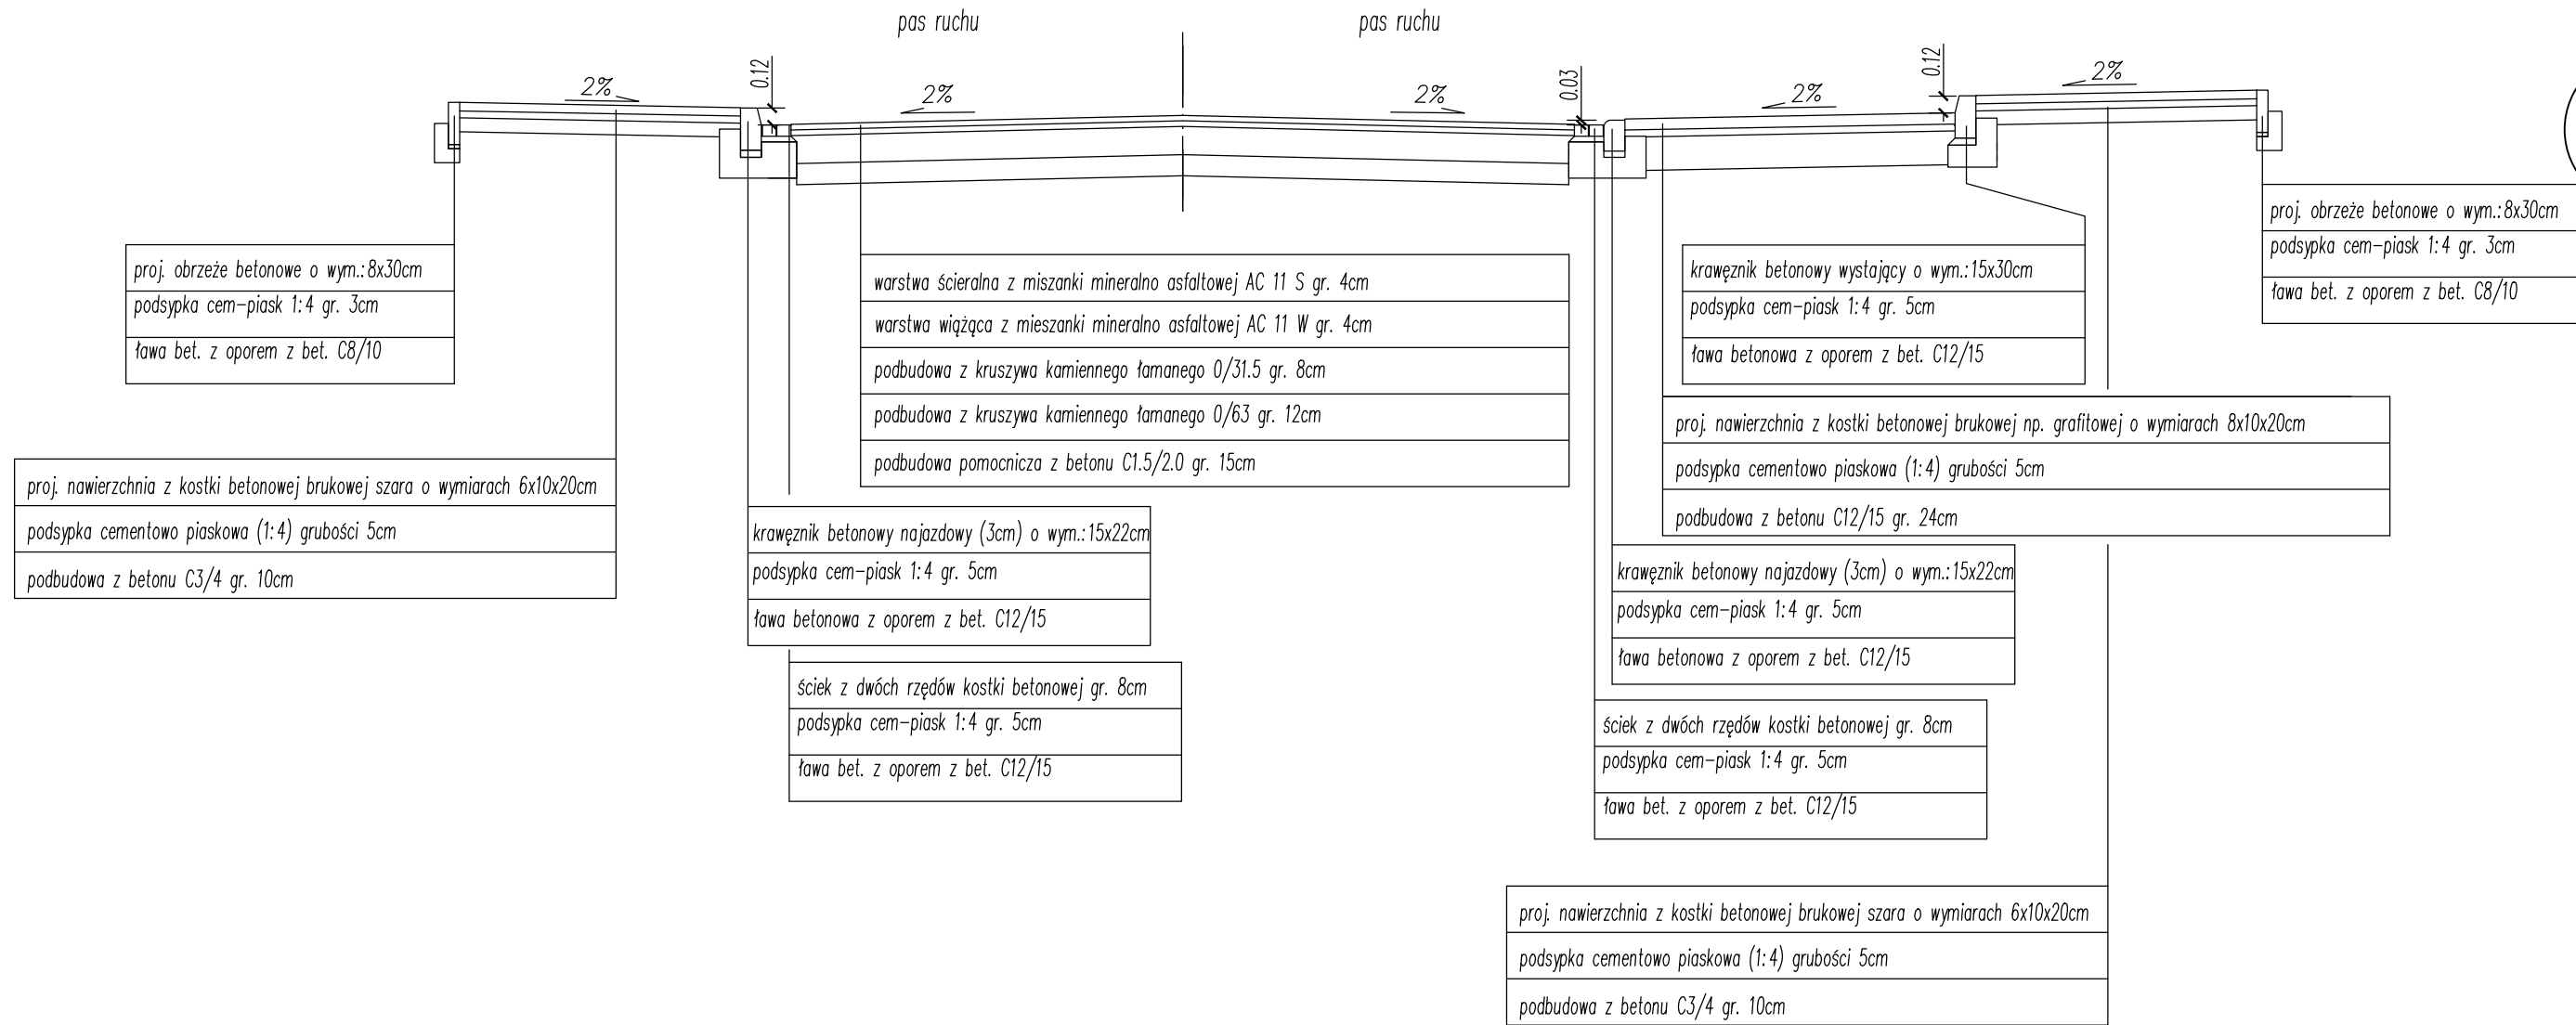 pas ruchu
pas ruchu
2%
0.12
2%
2%
0.03
2%
0.12
2%
proj. obrzeże betonowe o wym.:8x30cm
podsypka cem-piask 1:4 gr. 3cm
ława bet. z oporem z bet. C8/10
proj. nawierzchnia z kostki betonowej brukowej szara o wymiarach 6x10x20cm
podsypka cementowo piaskowa (1:4) grubości 5cm
podbudowa z betonu C3/4 gr. 10cm
warstwa ścieralna z miszanki mineralno asfaltowej AC 11 S gr. 4cm
warstwa wiążąca z mieszanki mineralno asfaltowej AC 11 W gr. 4cm
podbudowa z kruszywa kamiennego łamanego 0/31.5 gr. 8cm
podbudowa z kruszywa kamiennego łamanego 0/63 gr. 12cm
podbudowa pomocnicza z betonu C1.5/2.0 gr. 15cm
krawęznik betonowy najazdowy (3cm) o wym.:15x22cm
podsypka cem-piask 1:4 gr. 5cm
ława betonowa z oporem z bet. C12/15
ściek z dwóch rzędów kostki betonowej gr. 8cm
podsypka cem-piask 1:4 gr. 5cm
ława bet. z oporem z bet. C12/15
krawęznik betonowy wystający o wym.:15x30cm
podsypka cem-piask 1:4 gr. 5cm
ława betonowa z oporem z bet. C12/15
proj. obrzeże betonowe o wym.:8x30cm
podsypka cem-piask 1:4 gr. 3cm
ława bet. z oporem z bet. C8/10
proj. nawierzchnia z kostki betonowej brukowej np. grafitowej o wymiarach 8x10x20cm
podsypka cementowo piaskowa (1:4) grubości 5cm
podbudowa z betonu C12/15 gr. 24cm
krawęznik betonowy najazdowy (3cm) o wym.:15x22cm
podsypka cem-piask 1:4 gr. 5cm
ława betonowa z oporem z bet. C12/15
ściek z dwóch rzędów kostki betonowej gr. 8cm
podsypka cem-piask 1:4 gr. 5cm
ława bet. z oporem z bet. C12/15
proj. nawierzchnia z kostki betonowej brukowej szara o wymiarach 6x10x20cm
podsypka cementowo piaskowa (1:4) grubości 5cm
podbudowa z betonu C3/4 gr. 10cm